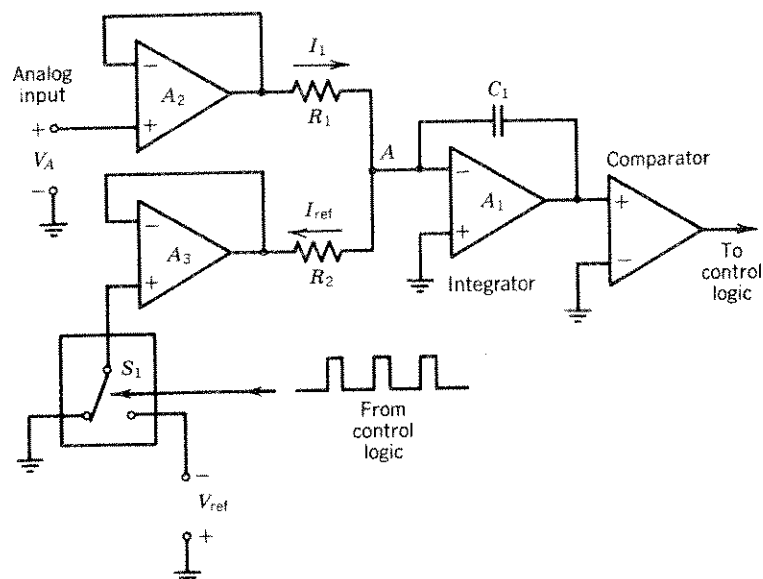 Analog
input
+
V_A
−
−
A_2
+
I_1
R_1
−
A_3
+
I_ref
R_2
A
C_1
−
A_1
+
Integrator
Comparator
+
−
To
control
logic
S_1
From
control
logic
−
V_ref
+